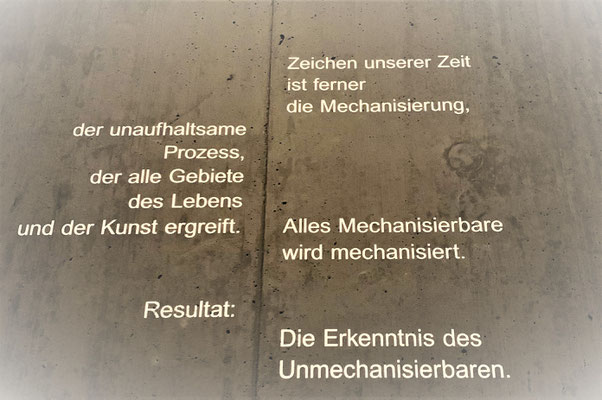 Zeichen unserer Zeit
ist ferner
die Mechanisierung,
der unaufhaltsame
Prozess,
der alle Gebiete
des Lebens
und der Kunst ergreift.
Alles Mechanisierbare
wird mechanisiert.
Resultat:
Die Erkenntnis des
Unmechanisierbaren.